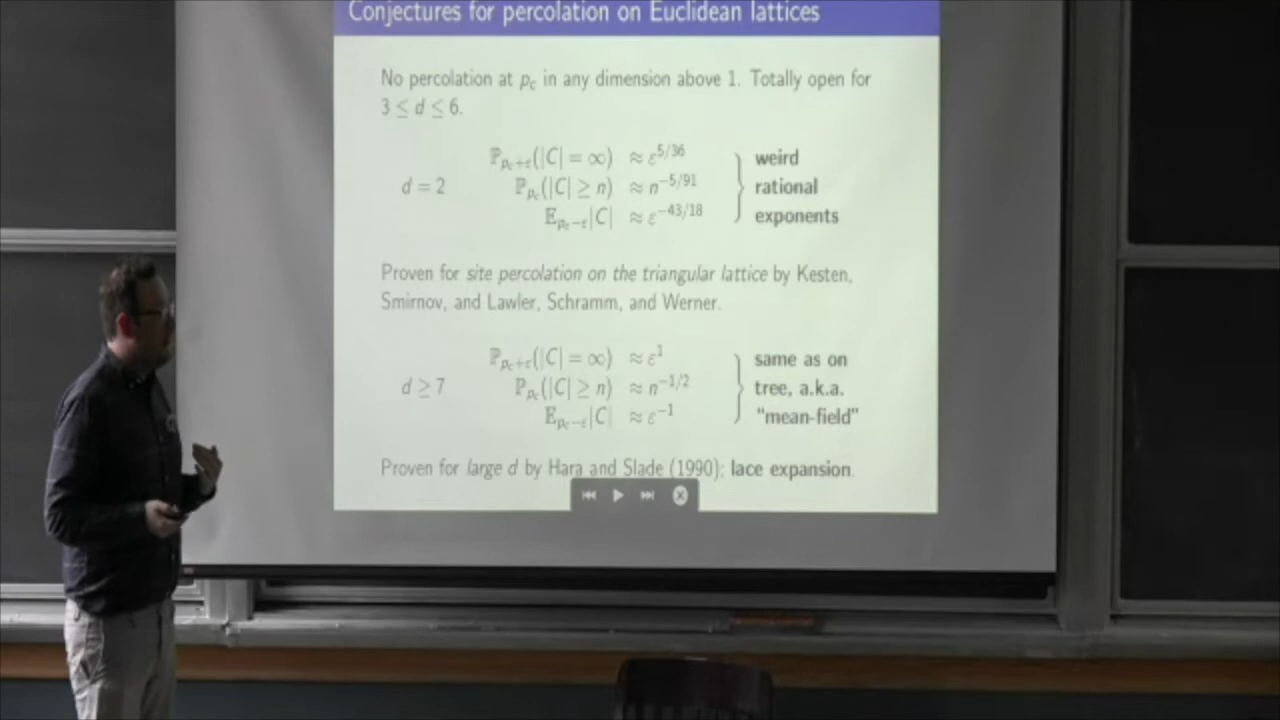 Conjectures for percolation on Euclidean lattices
No percolation at p_c in any dimension above 1. Totally open for
3 ≤ d ≤ 6.
ℙ_{p_c+ε}(|C| = ∞) ≈ ε^{5/36}
d = 2 ℙ_{p_c}(|C| ≥ n) ≈ n^{-5/91}
𝔼_{p_c-ε}|C| ≈ ε^{-43/18}
weird
rational
exponents
Proven for site percolation on the triangular lattice by Kesten,
Smirnov, and Lawler, Schramm, and Werner.
ℙ_{p_c+ε}(|C| = ∞) ≈ ε^1
d ≥ 7 ℙ_{p_c}(|C| ≥ n) ≈ n^{-1/2}
𝔼_{p_c-ε}|C| ≈ ε^{-1}
same as on
tree, a.k.a.
"mean-field"
Proven for large d by Hara and Slade (1990); lace expansion.